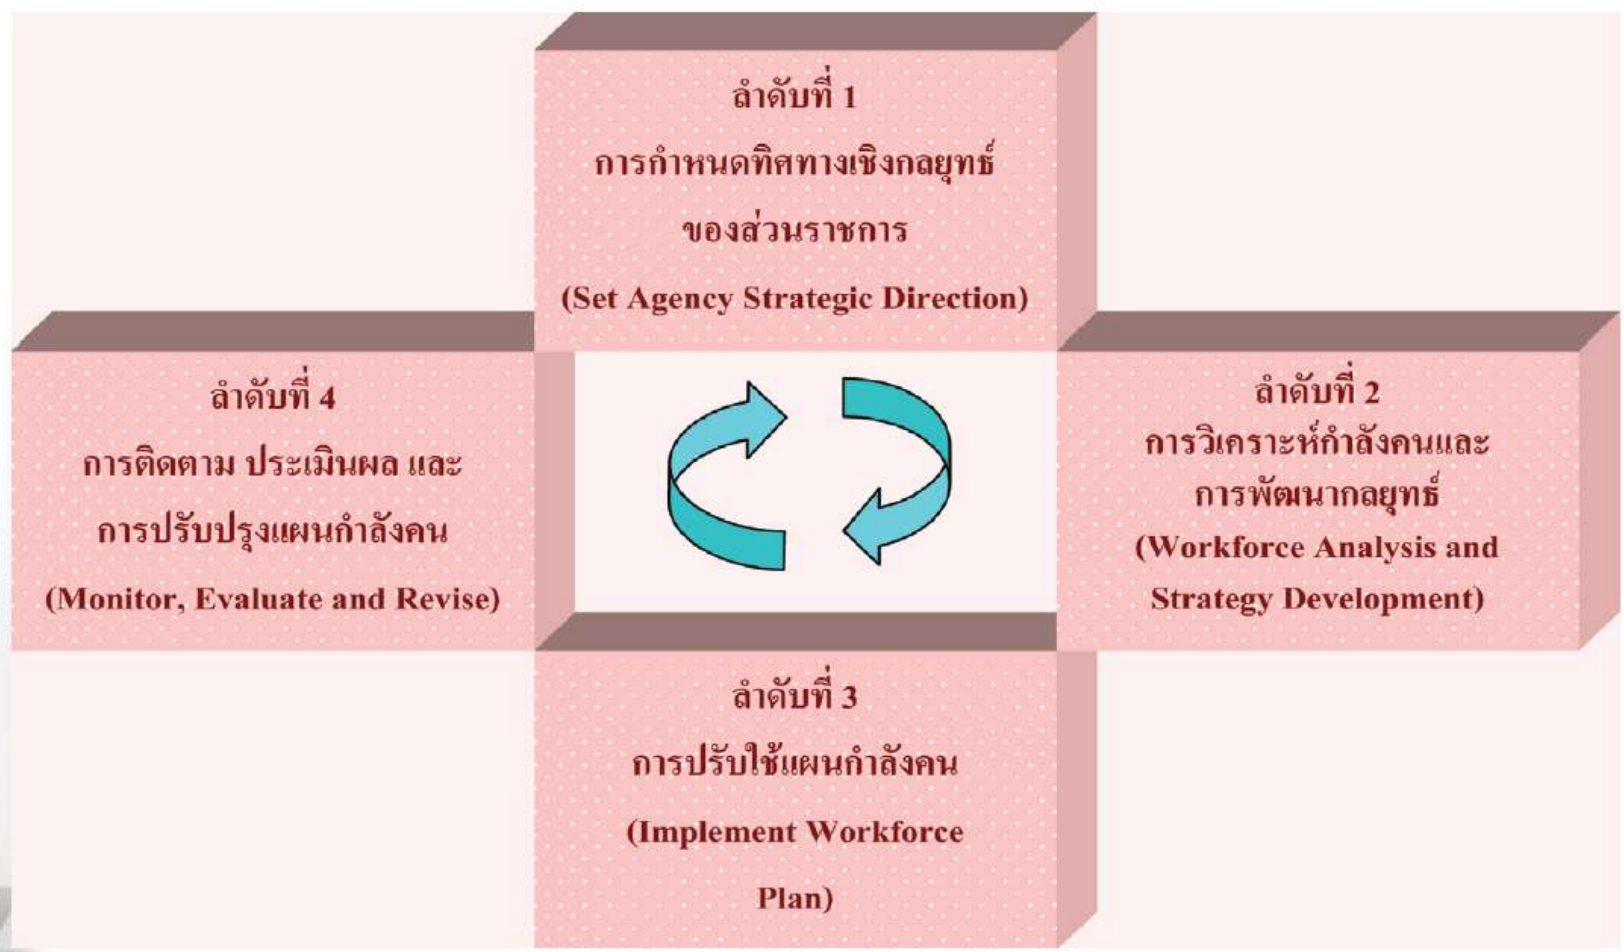 ลำดับที่ 1
การกำหนดทิศทางเชิงกลยุทธ์
ของส่วนราชการ
(Set Agency Strategic Direction)
ลำดับที่ 2
การวิเคราะห์กำลังคนและ
การพัฒนากลยุทธ์
(Workforce Analysis and
Strategy Development)
ลำดับที่ 3
การปรับใช้แผนกำลังคน
(Implement Workforce
Plan)
ลำดับที่ 4
การติดตาม ประเมินผล และ
การปรับปรุงแผนกำลังคน
(Monitor, Evaluate and Revise)